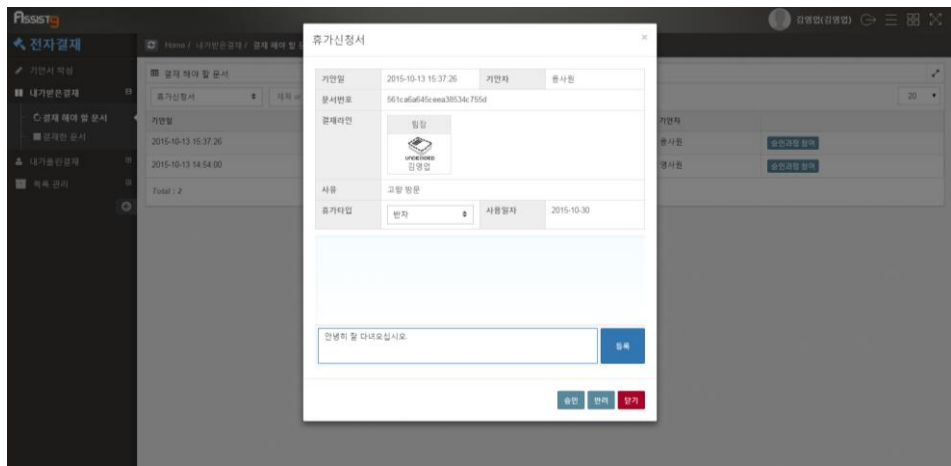 Assist9
김영업(김영업)
전자결재
Home / 내가받은결재 / 결재 해야 할
기안서 작성
내가받은결재
결재 해야 할 문서
결재한 문서
내가올린결재
목록 관리
결재 해야 할 문서
휴가신청서
제목 or
20
기안일
기안자
2015-10-13 15:37:26
용사원
승인과정 참여
2015-10-13 14:54:00
영사원
승인과정 참여
Total : 2
휴가신청서
×
기안일 2015-10-13 15:37:26 기안자 용사원
문서번호 561ca6a645ceea38534c755d
결재라인
팀장
UNDECODED
김영업
사유 고향 방문
휴가타입 반차 사용일자 2015-10-30
안녕히 잘 다녀오십시오.
등록
승인 반려 닫기